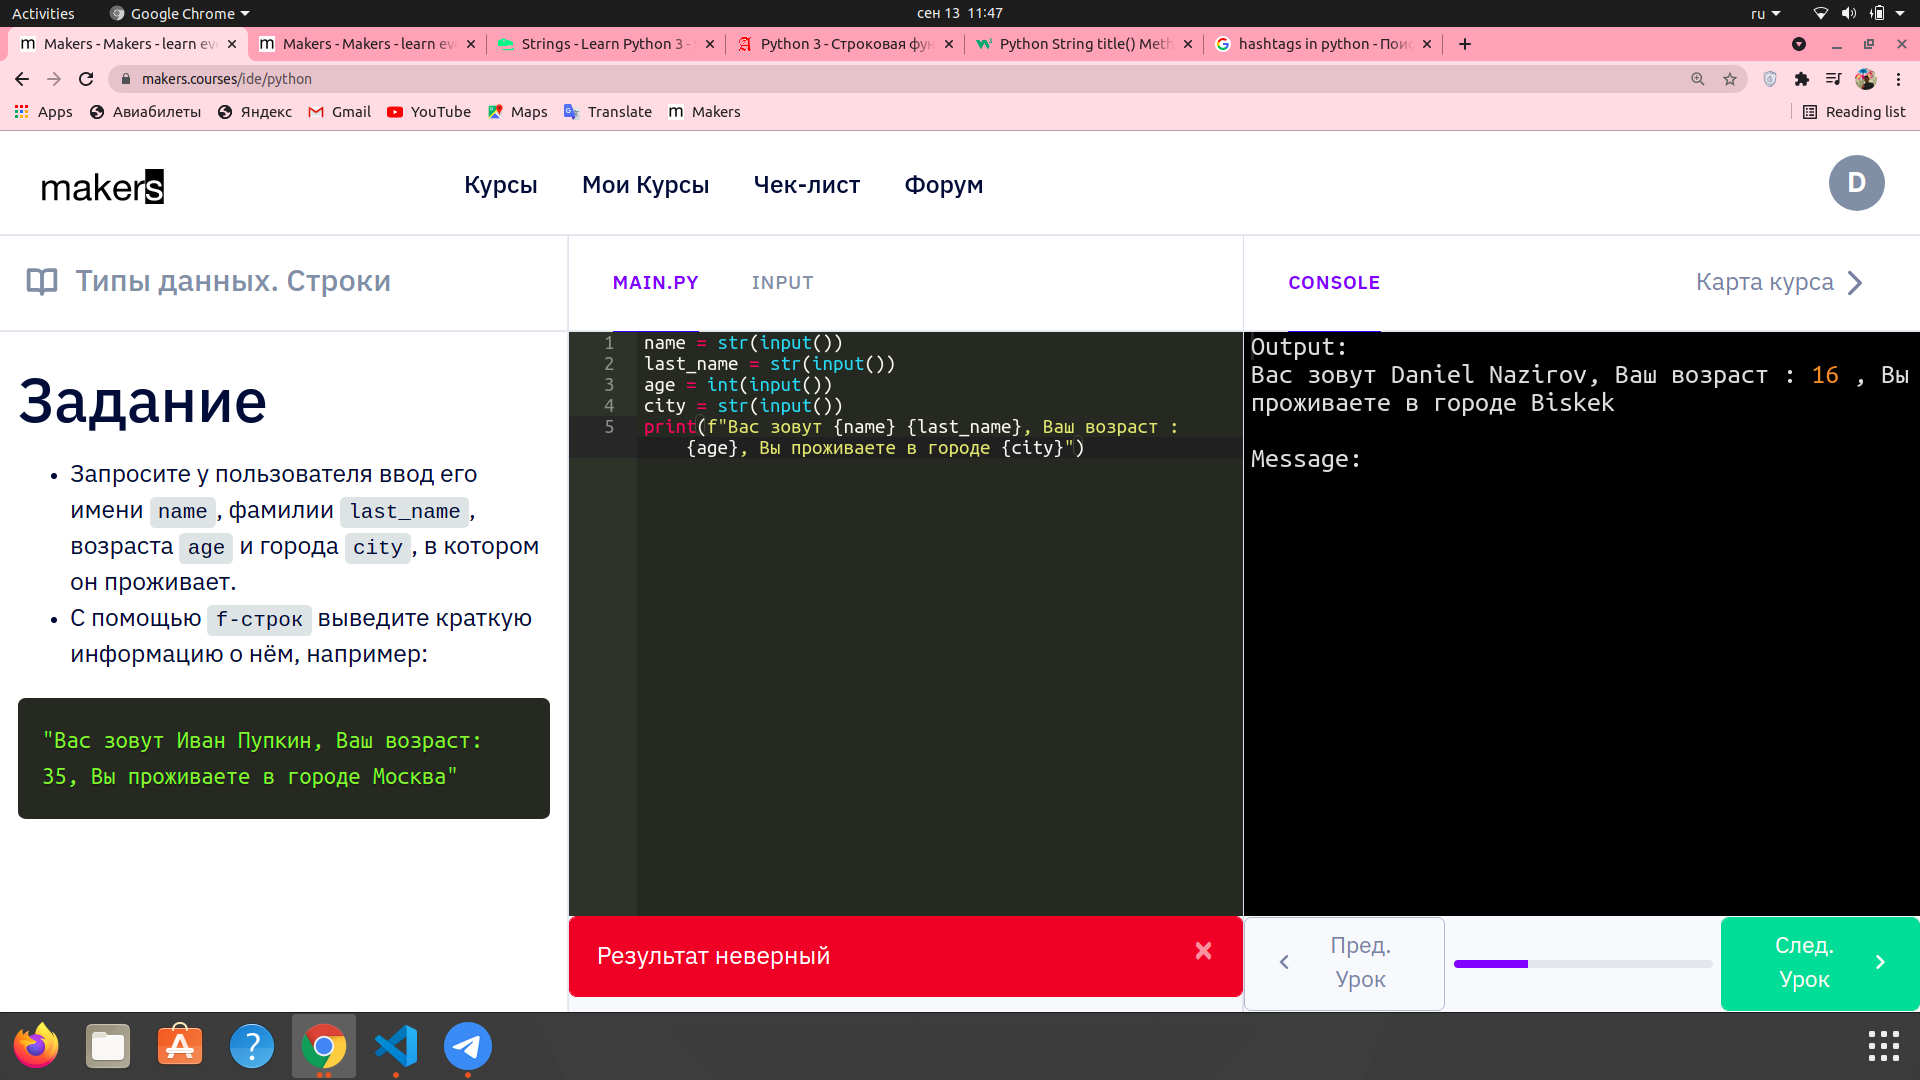 Activities Google Chrome сен 13 11:47 ru
Makers - Makers - learn eve Makers - Makers - learn eve Strings - Learn Python 3 - Python 3 - Строковая фун Python String title() Meth hashtags in python - Поис
makers.courses/ide/python
Apps Авиабилеты Яндекс Gmail YouTube Maps Translate Makers Reading list
makers Курсы Мои Курсы Чек-лист Форум D
Типы данных. Строки
MAIN.PY INPUT
CONSOLE Карта курса
Задание
Запросите у пользователя ввод его
имени name, фамилии last_name,
возраста age и города city, в котором
он проживает.
С помощью f-строк выведите краткую
информацию о нём, например:
"Вас зовут Иван Пупкин, Ваш возраст:
35, Вы проживаете в городе Москва"
1 name = str(input())
2 last_name = str(input())
3 age = int(input())
4 city = str(input())
5 print(f"Вас зовут {name} {last_name}, Ваш возраст :
{age}, Вы проживаете в городе {city}")
Output:
Вас зовут Daniel Nazirov, Ваш возраст : 16 , Вы
проживаете в городе Biskek
Message:
Результат неверный
Пред.
Урок
След.
Урок